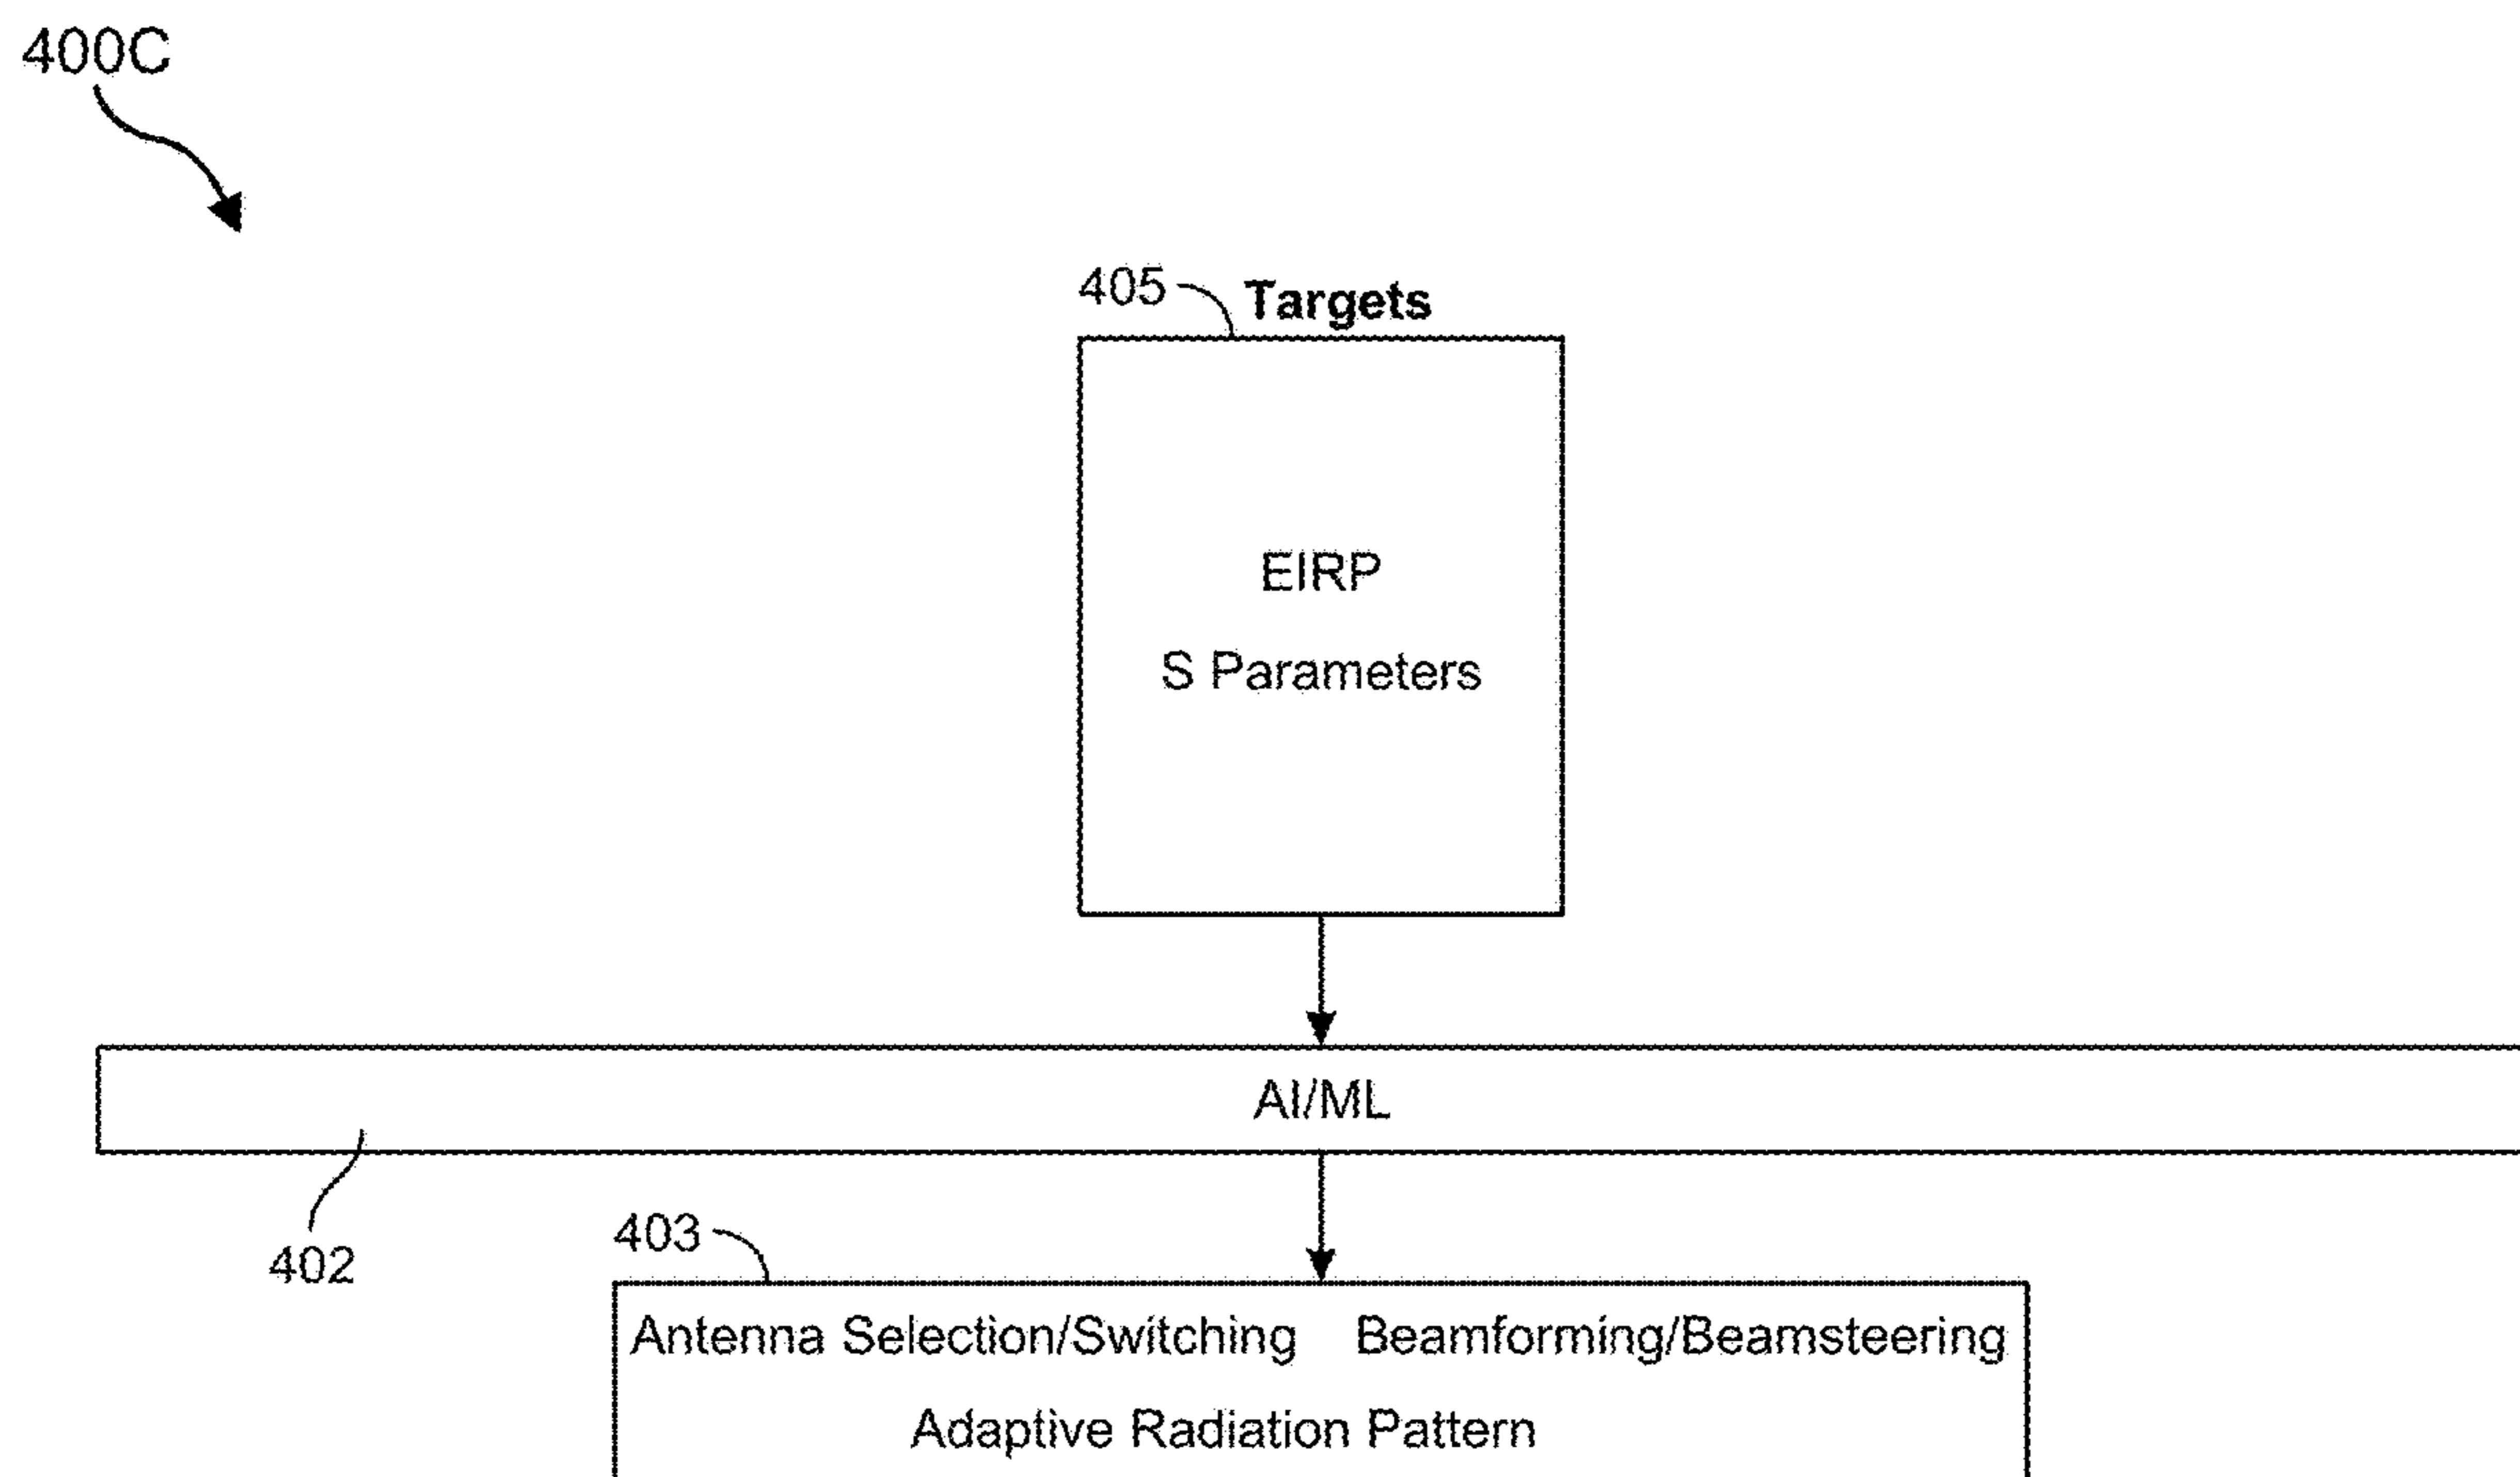 400C
405
Targets
EIRP
S Parameters
AI/ML
402
403
Antenna Selection/Switching Beamforming/Beamsteering
Adaptive Radiation Pattern